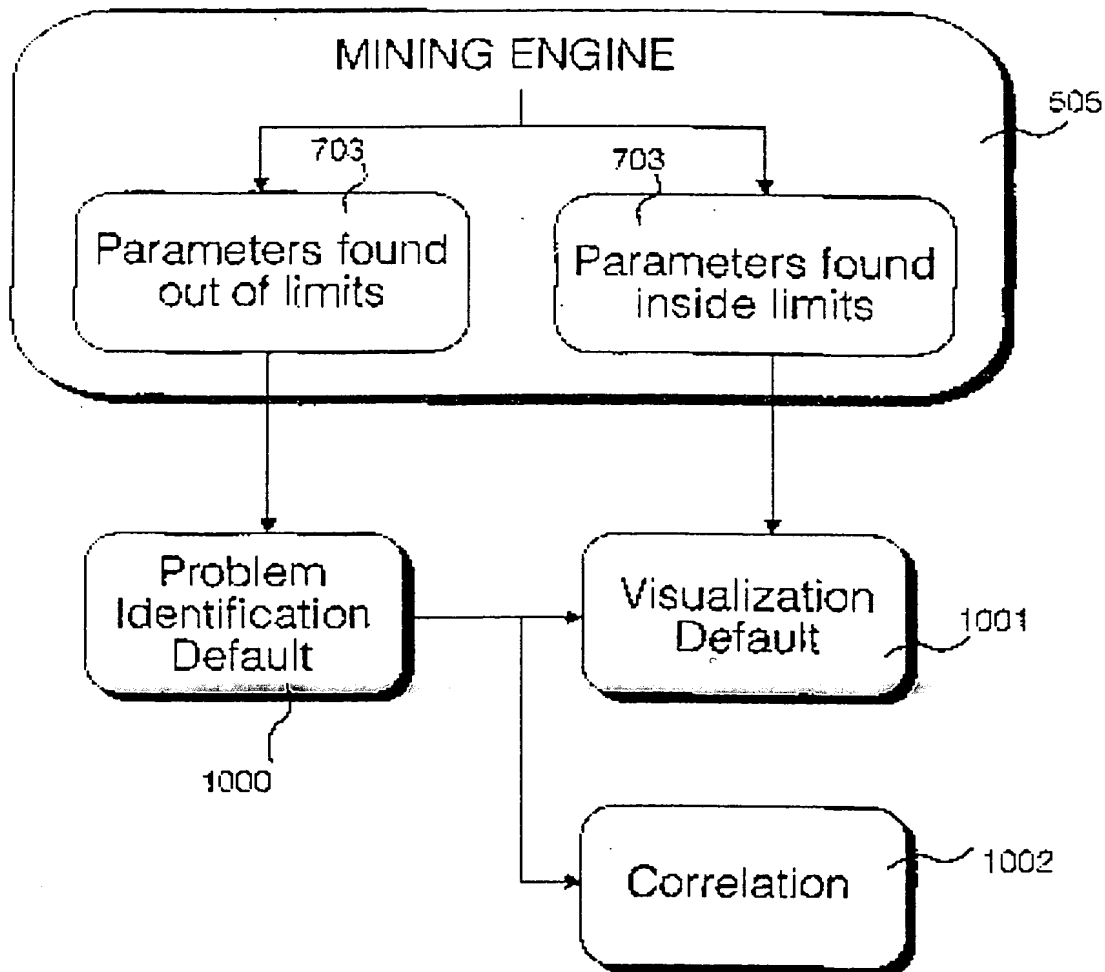 MINING ENGINE
505
703
703
Parameters found
out of limits
Parameters found
inside limits
Problem
Identification
Default
Visualization
Default
1001
1000
Correlation
1002